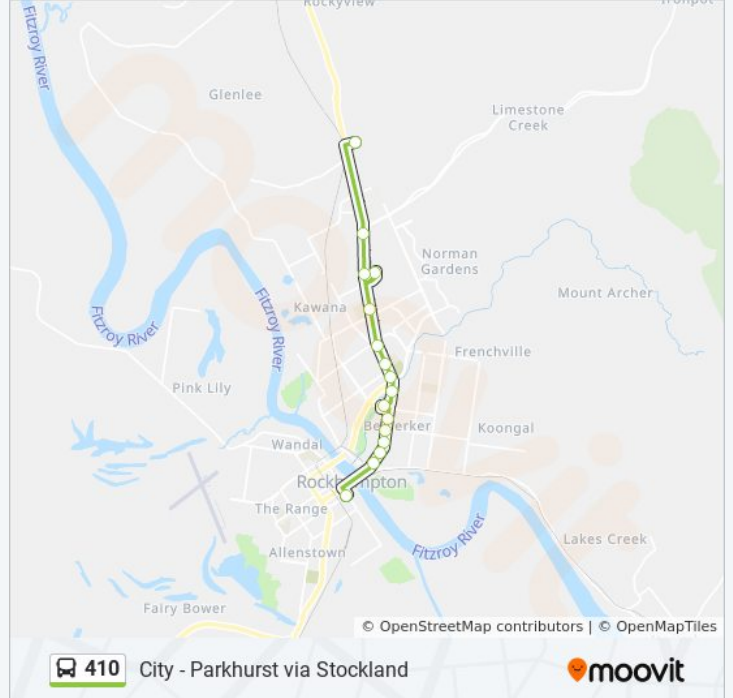 Rockyview
Fitzroy River
Glenlee
Limestone
Creek
Norman
Gardens
Mount Archer
Fitzroy River
Kawana
Fitzroy River
Frenchville
Pink Lily
Berserker
Koongal
Wandal
Rockhampton
The Range
Fitzroy River
Lakes Creek
Allenstown
Fairy Bower
© OpenStreetMap contributors | © OpenMapTiles
410 City - Parkhurst via Stockland
moovit